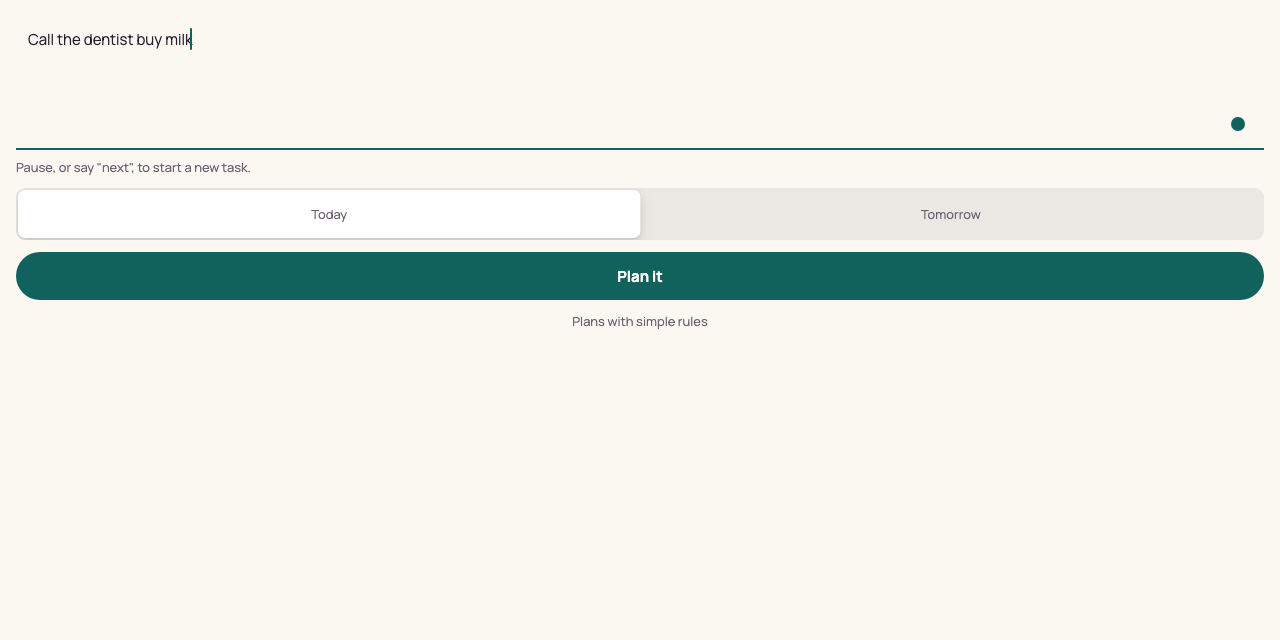 Call the dentist buy milk
Pause, or say "next", to start a new task.
Today
Tomorrow
Plan it
Plans with simple rules